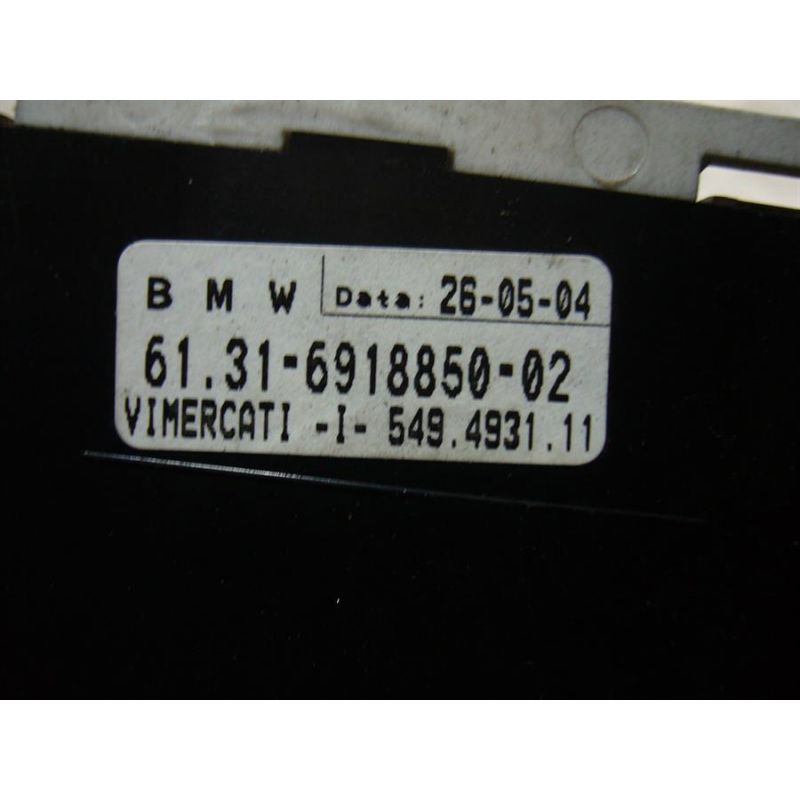 B M W Data: 26-05-04
61.31-6918850-02
VIMERCATI -I- 549.4931.11